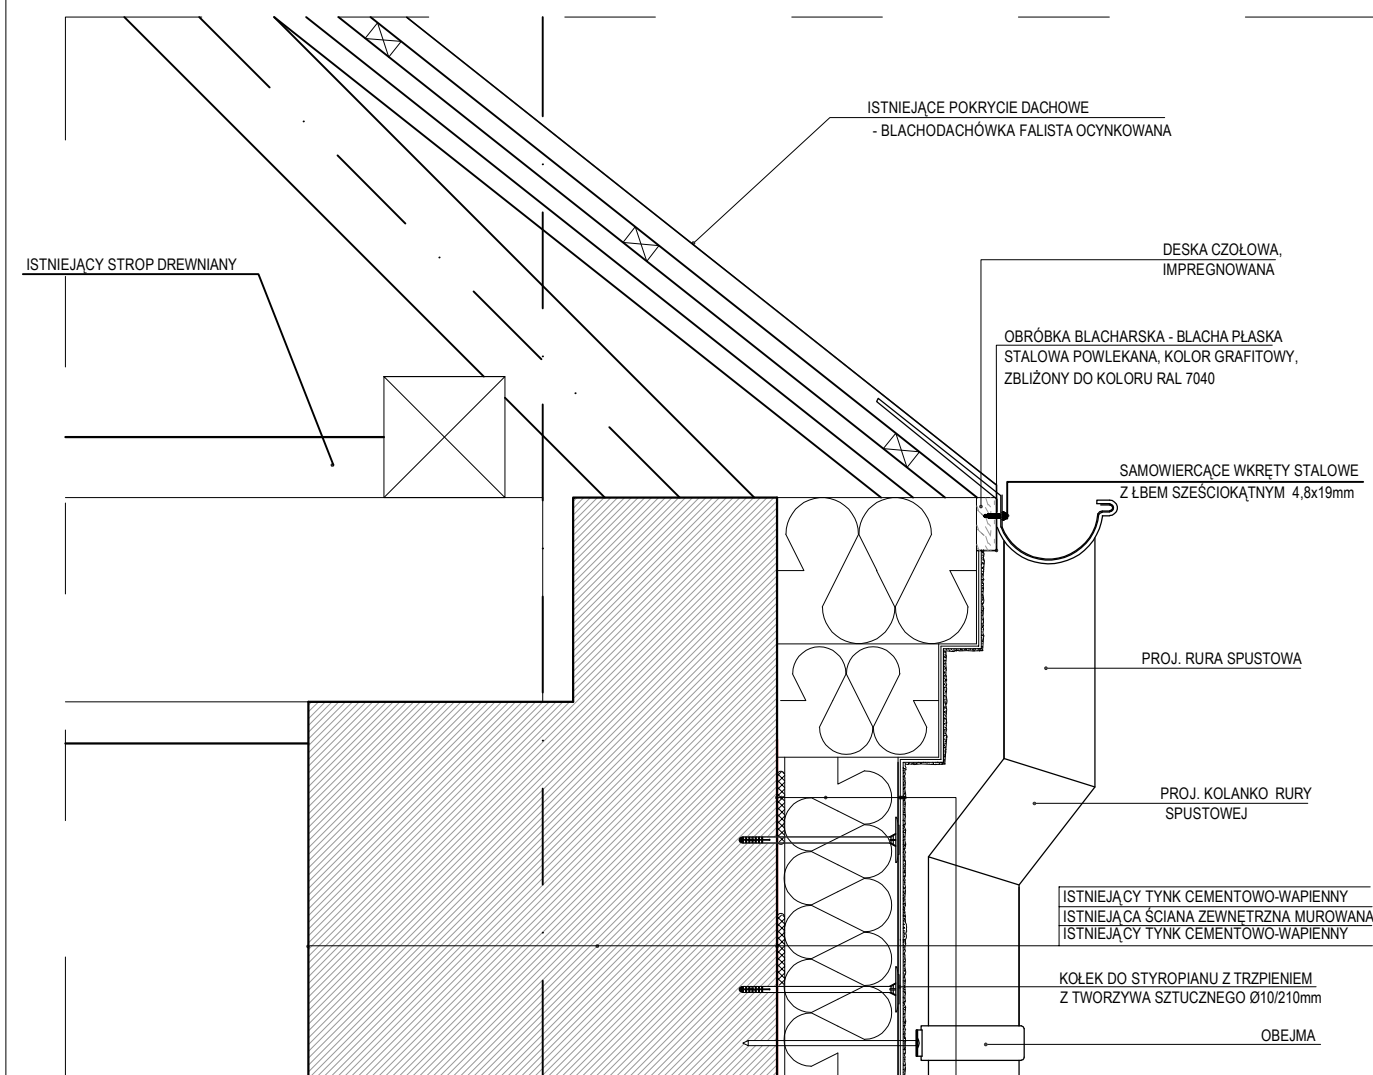 ISTNIEJĄCE POKRYCIE DACHOWE
- BLACHODACHÓWKA FALISTA OCYNKOWANA
ISTNIEJĄCY STROP DREWNIANY
DESKA CZOŁOWA,
IMPREGNOWANA
OBRÓBKA BLACHARSKA - BLACHA PŁASKA
STALOWA POWLEKANA, KOLOR GRAFITOWY,
ZBLIŻONY DO KOLORU RAL 7040
SAMOWIERCĄCE WKRĘTY STALOWE
Z ŁBEM SZEŚCIOKĄTNYM 4,8x19mm
PROJ. RURA SPUSTOWA
PROJ. KOLANKO RURY
SPUSTOWEJ
ISTNIEJĄCY TYNK CEMENTOWO-WAPIENNY
ISTNIEJĄCA ŚCIANA ZEWNĘTRZNA MUROWANA
ISTNIEJĄCY TYNK CEMENTOWO-WAPIENNY
KOŁEK DO STYROPIANU Z TRZPIENIEM
Z TWORZYWA SZTUCZNEGO Ø10/210mm
OBEJMA